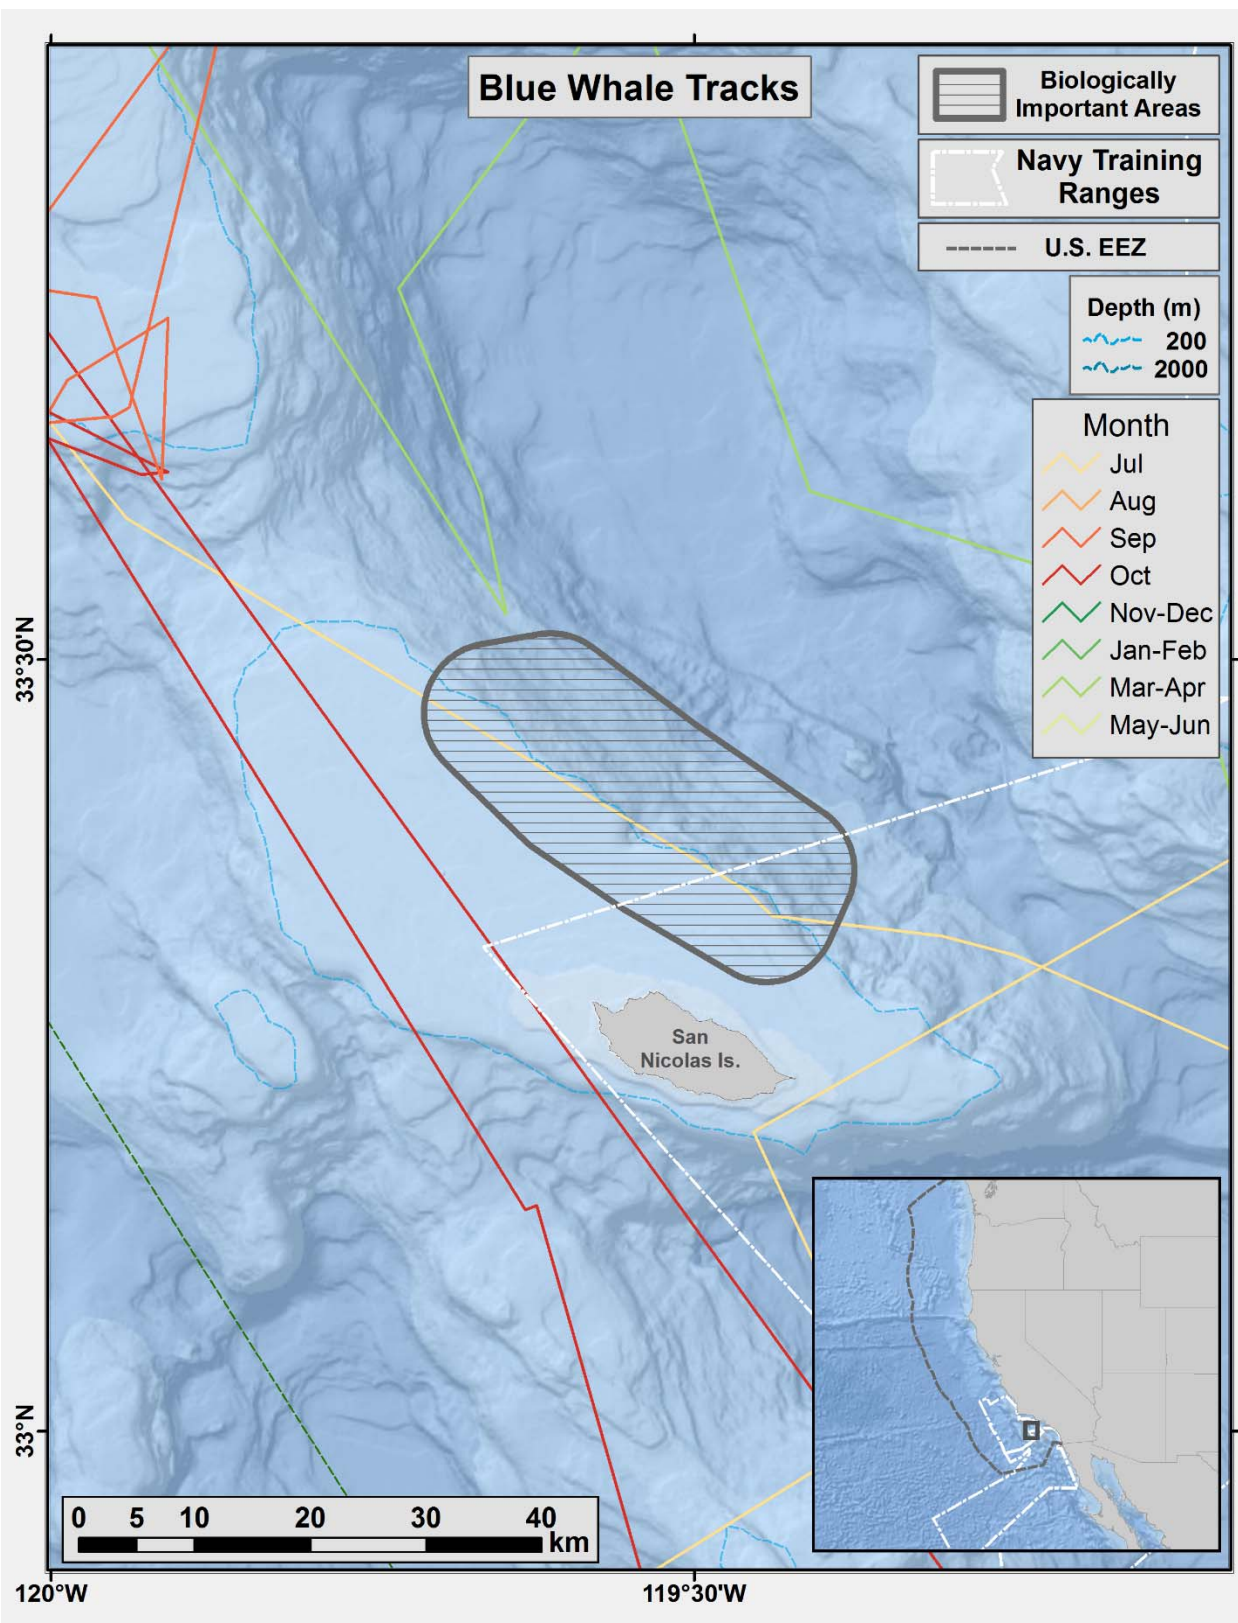 Blue Whale Tracks
Biologically
Important Areas
Navy Training
Ranges
U.S. EEZ
Depth (m)
200
2000
Month
Jul
Aug
Sep
Oct
Nov-Dec
Jan-Feb
Mar-Apr
May-Jun
33°30'N
San
Nicolas Is.
33°N
0 5 10 20 30 40
km
120°W 119°30'W